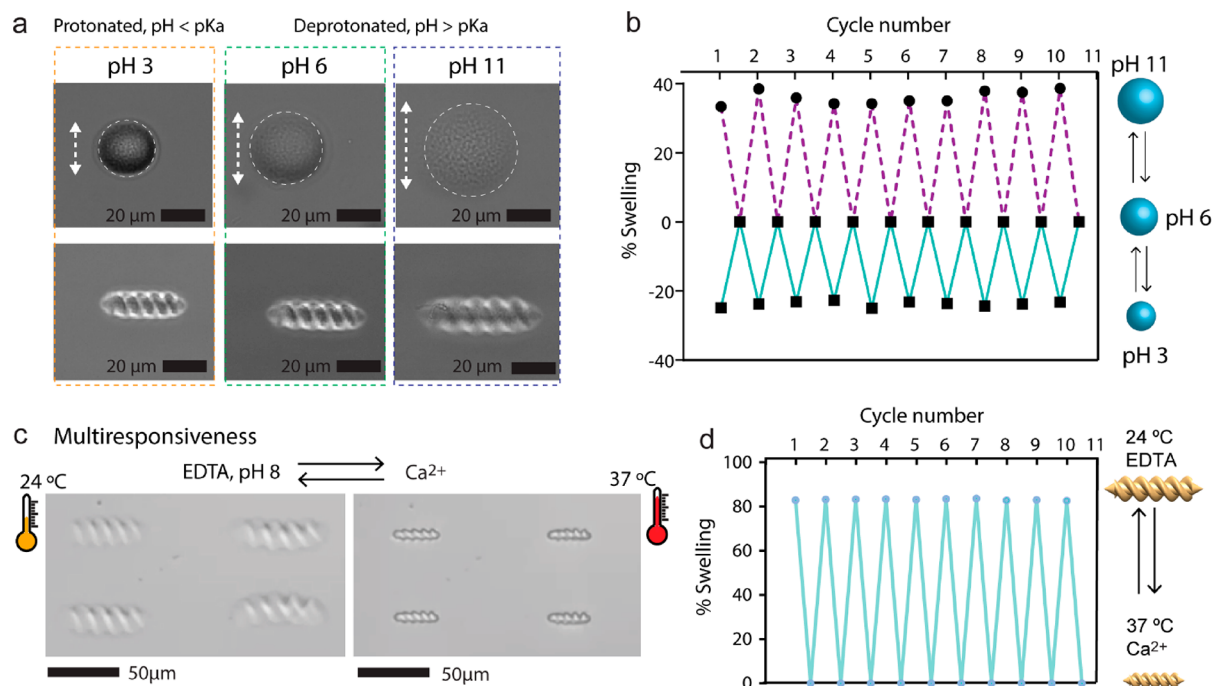 a
Protonated, pH < pKa
Deprotonated, pH > pKa
pH 3
pH 6
pH 11
20 µm
20 µm
20 µm
20 µm
20 µm
20 µm
b
Cycle number
1 2 3 4 5 6 7 8 9 10 11
40
20
0
-20
-40
% Swelling
pH 11
pH 6
pH 3
c Multiresponsiveness
24 ºC
EDTA, pH 8
Ca²⁺
37 ºC
50µm
50µm
d
Cycle number
1 2 3 4 5 6 7 8 9 10 11
100
80
60
40
20
0
% Swelling
24 ºC
EDTA
37 ºC
Ca²⁺